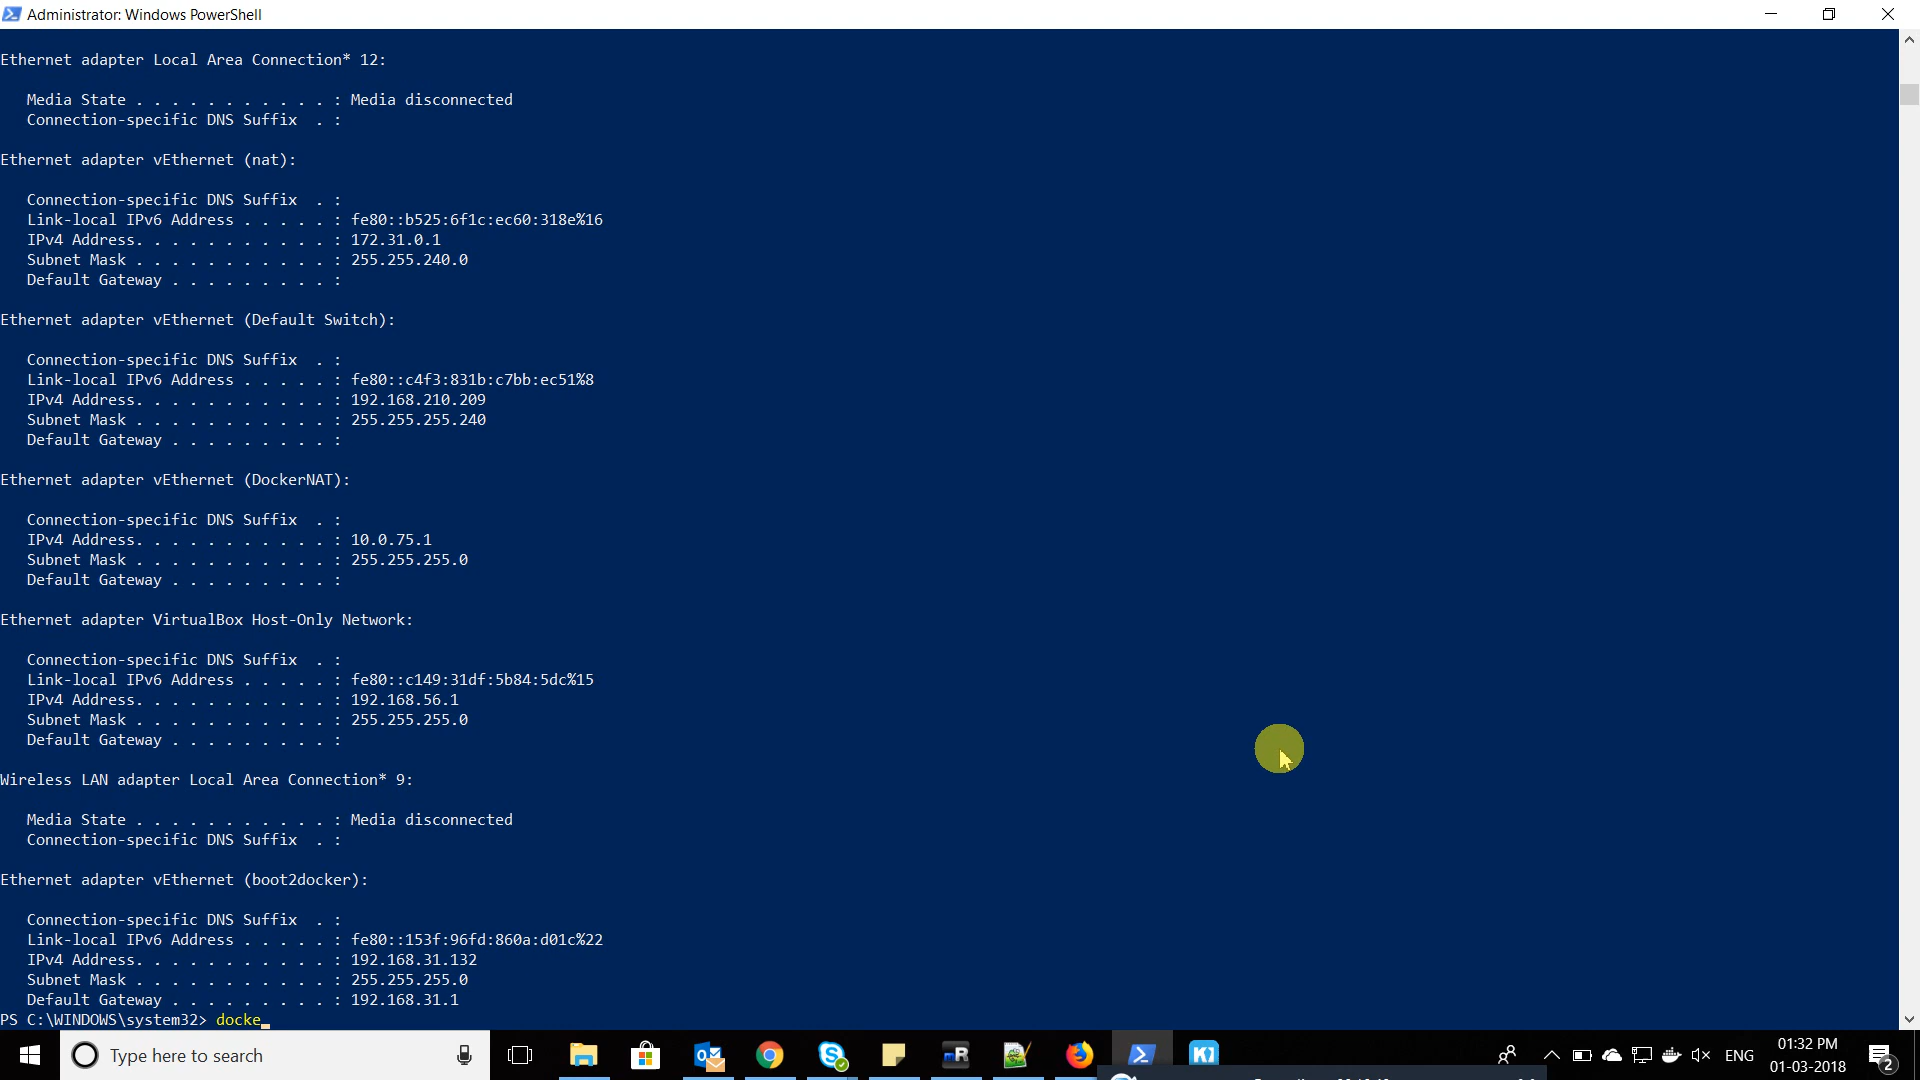 Administrator: Windows PowerShell
Ethernet adapter Local Area Connection* 12:
Media State . . . . . . . . . . . : Media disconnected
Connection-specific DNS Suffix  . :
Ethernet adapter vEthernet (nat):
Connection-specific DNS Suffix  . :
Link-local IPv6 Address . . . . . : fe80::b525:6f1c:ec60:318e%16
IPv4 Address. . . . . . . . . . . : 172.31.0.1
Subnet Mask . . . . . . . . . . . : 255.255.240.0
Default Gateway . . . . . . . . . :
Ethernet adapter vEthernet (Default Switch):
Connection-specific DNS Suffix  . :
Link-local IPv6 Address . . . . . : fe80::c4f3:831b:c7bb:ec51%8
IPv4 Address. . . . . . . . . . . : 192.168.210.209
Subnet Mask . . . . . . . . . . . : 255.255.255.240
Default Gateway . . . . . . . . . :
Ethernet adapter vEthernet (DockerNAT):
Connection-specific DNS Suffix  . :
IPv4 Address. . . . . . . . . . . : 10.0.75.1
Subnet Mask . . . . . . . . . . . : 255.255.255.0
Default Gateway . . . . . . . . . :
Ethernet adapter VirtualBox Host-Only Network:
Connection-specific DNS Suffix  . :
Link-local IPv6 Address . . . . . : fe80::c149:31df:5b84:5dc%15
IPv4 Address. . . . . . . . . . . : 192.168.56.1
Subnet Mask . . . . . . . . . . . : 255.255.255.0
Default Gateway . . . . . . . . . :
Wireless LAN adapter Local Area Connection* 9:
Media State . . . . . . . . . . . : Media disconnected
Connection-specific DNS Suffix  . :
Ethernet adapter vEthernet (boot2docker):
Connection-specific DNS Suffix  . :
Link-local IPv6 Address . . . . . : fe80::153f:96fd:860a:d01c%22
IPv4 Address. . . . . . . . . . . : 192.168.31.132
Subnet Mask . . . . . . . . . . . : 255.255.255.0
Default Gateway . . . . . . . . . : 192.168.31.1
PS C:\WINDOWS\system32> docke_
Type here to search
ENG
01:32 PM
01-03-2018
2